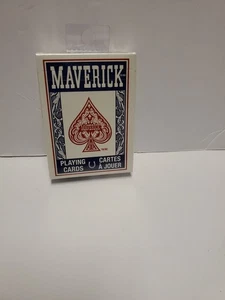 MAVERICK
PLAYING CARTES
CARDS À JOUER